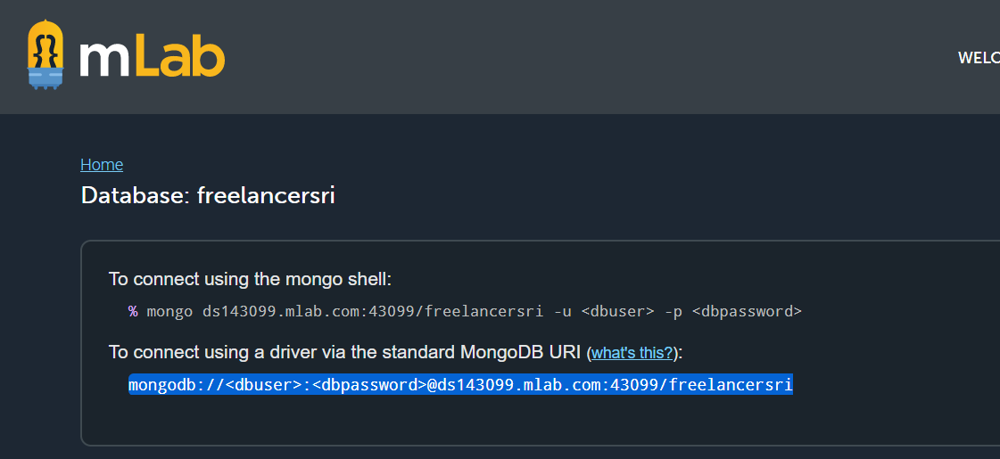 mLab
WELC
Home
Database: freelancersri
To connect using the mongo shell:
% mongo ds143099.mlab.com:43099/freelancersri -u <dbuser> -p <dbpassword>
To connect using a driver via the standard MongoDB URI (what's this?):
mongodb://<dbuser>:<dbpassword>@ds143099.mlab.com:43099/freelancersri